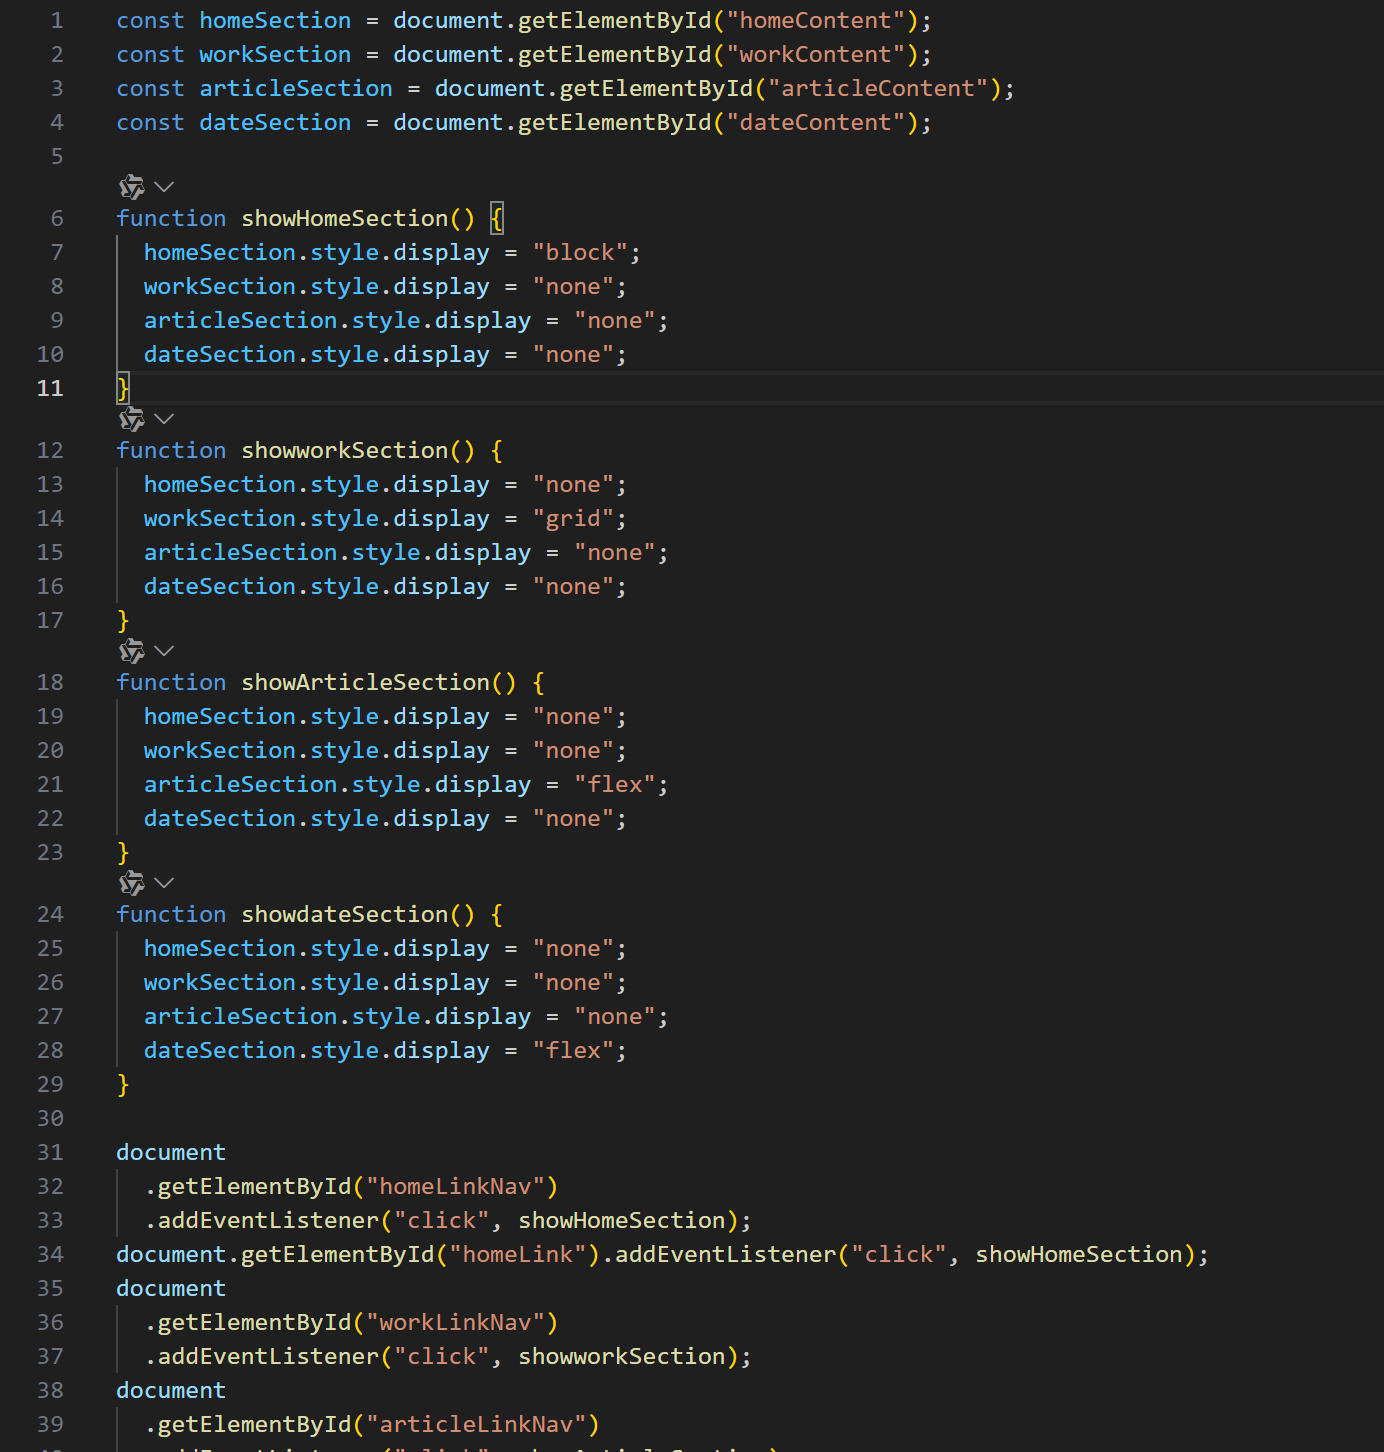 1 const homeSection = document.getElementById("homeContent");
2 const workSection = document.getElementById("workContent");
3 const articleSection = document.getElementById("articleContent");
4 const dateSection = document.getElementById("dateContent");
5
6 function showHomeSection() {
7   homeSection.style.display = "block";
8   workSection.style.display = "none";
9   articleSection.style.display = "none";
10   dateSection.style.display = "none";
11 }
12 function showworkSection() {
13   homeSection.style.display = "none";
14   workSection.style.display = "grid";
15   articleSection.style.display = "none";
16   dateSection.style.display = "none";
17 }
18 function showArticleSection() {
19   homeSection.style.display = "none";
20   workSection.style.display = "none";
21   articleSection.style.display = "flex";
22   dateSection.style.display = "none";
23 }
24 function showdateSection() {
25   homeSection.style.display = "none";
26   workSection.style.display = "none";
27   articleSection.style.display = "none";
28   dateSection.style.display = "flex";
29 }
30
31 document
32   .getElementById("homeLinkNav")
33   .addEventListener("click", showHomeSection);
34 document.getElementById("homeLink").addEventListener("click", showHomeSection);
35 document
36   .getElementById("workLinkNav")
37   .addEventListener("click", showworkSection);
38 document
39   .getElementById("articleLinkNav")